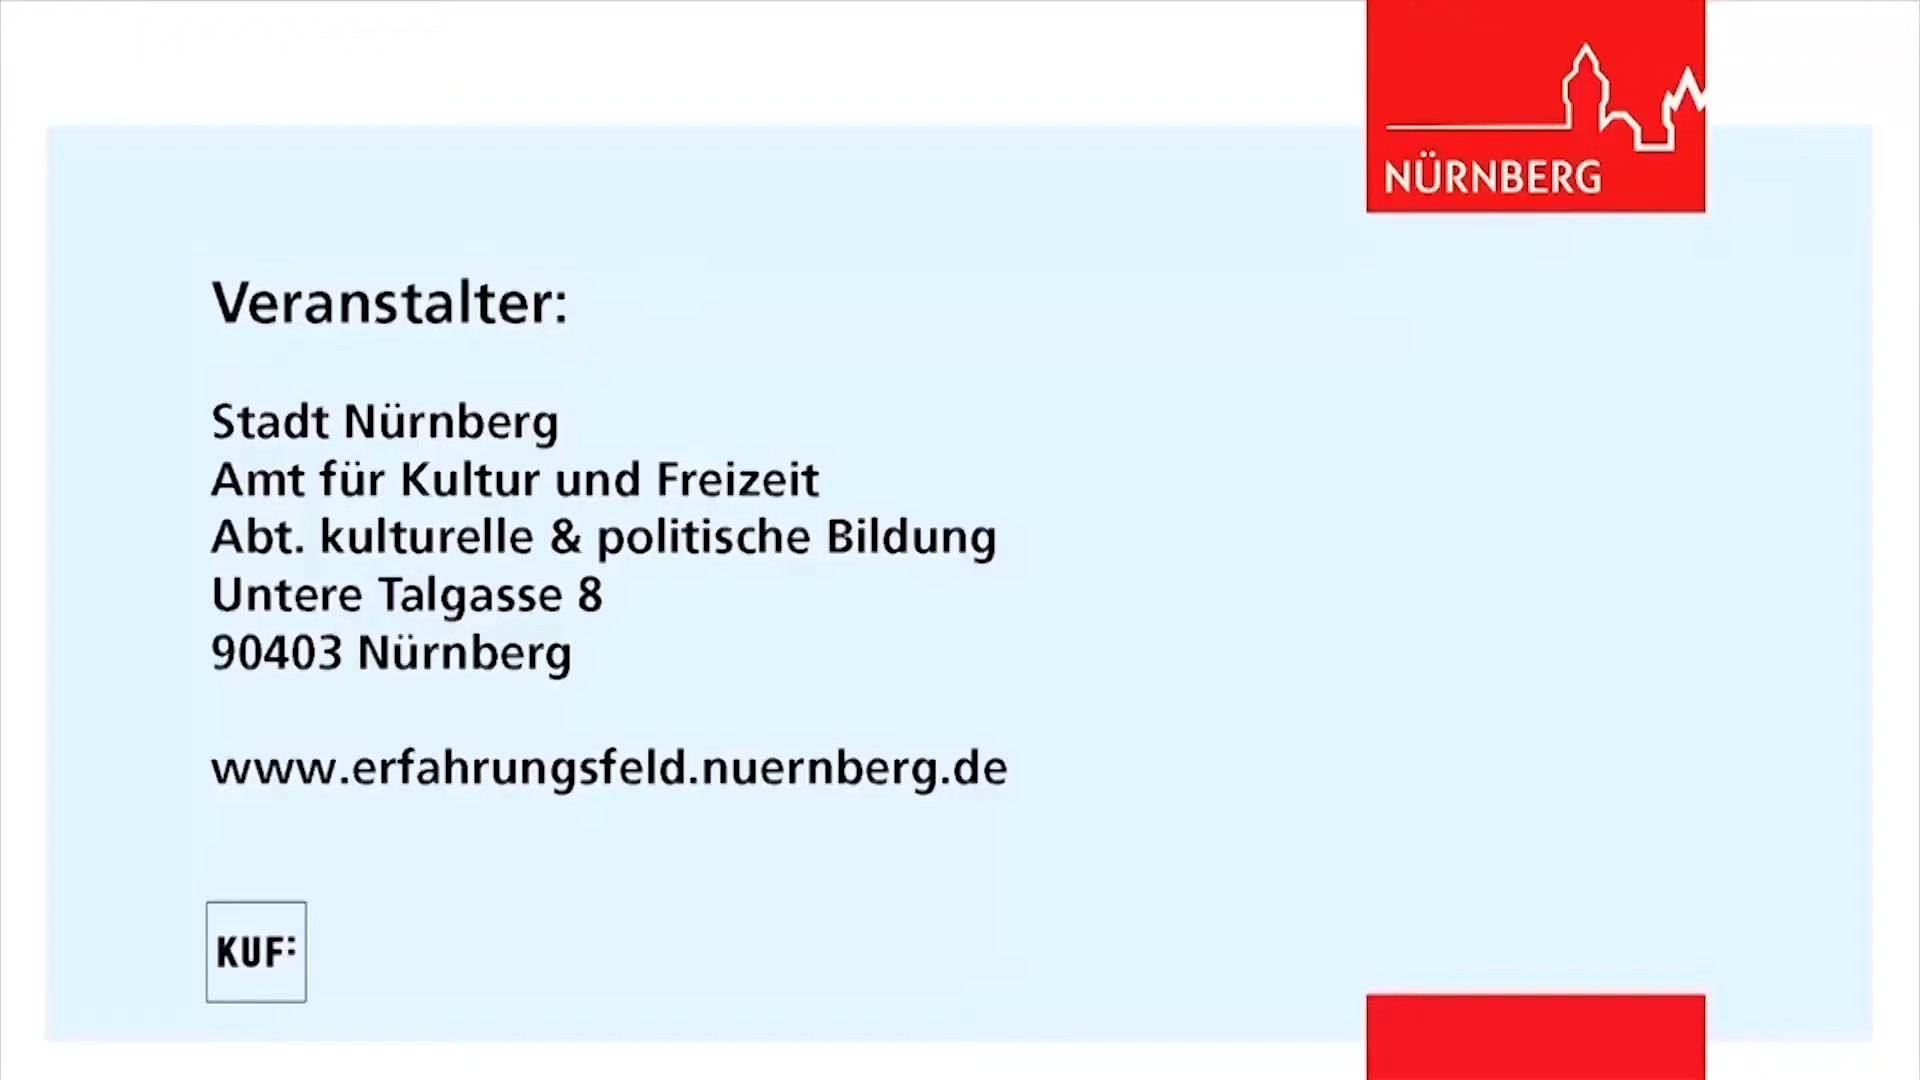 NÜRNBERG
Veranstalter:
Stadt Nürnberg
Amt für Kultur und Freizeit
Abt. kulturelle & politische Bildung
Untere Talgasse 8
90403 Nürnberg
www.erfahrungsfeld.nuernberg.de
KUF: